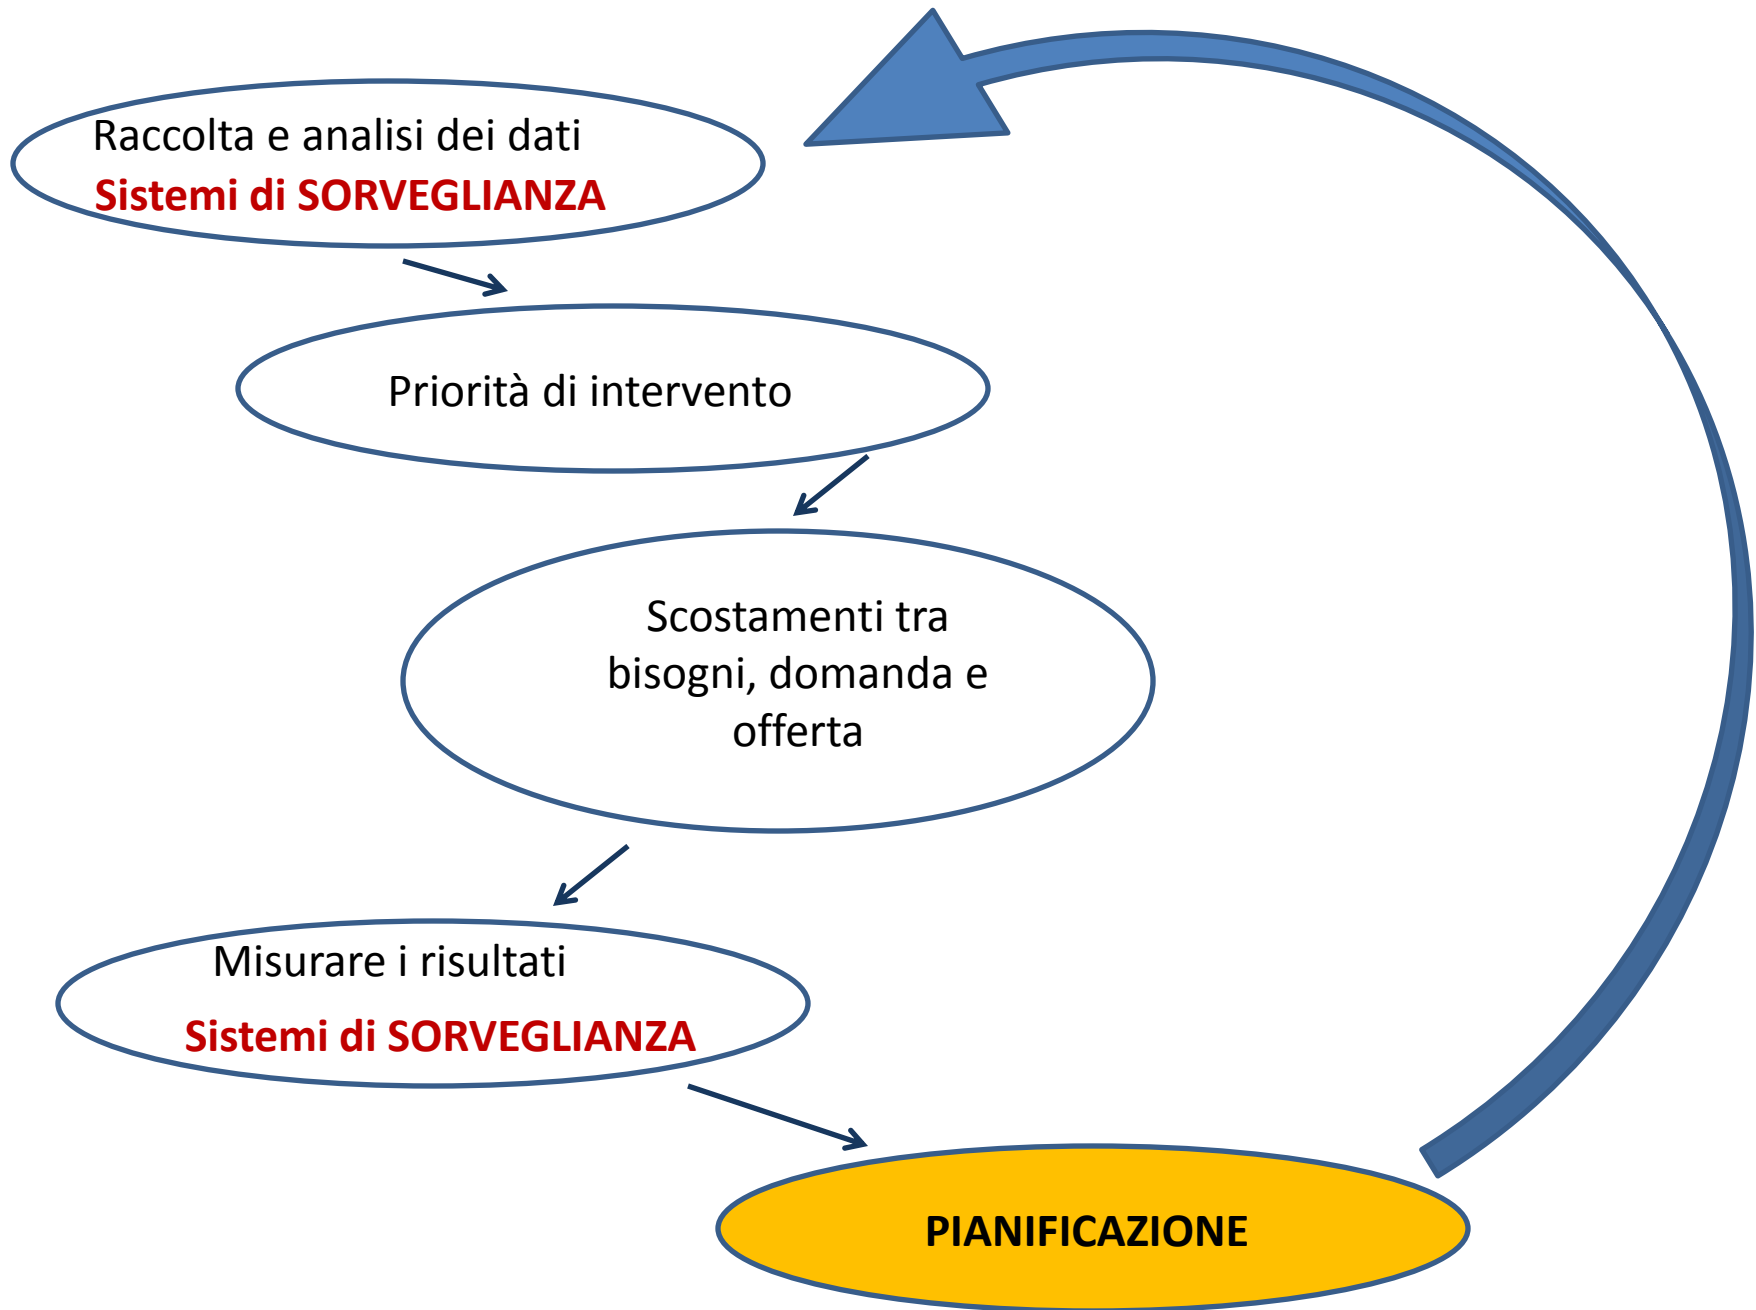 Raccolta e analisi dei dati
Sistemi di SORVEGLIANZA
Priorità di intervento
Scostamenti tra
bisogni, domanda e
offerta
Misurare i risultati
Sistemi di SORVEGLIANZA
PIANIFICAZIONE